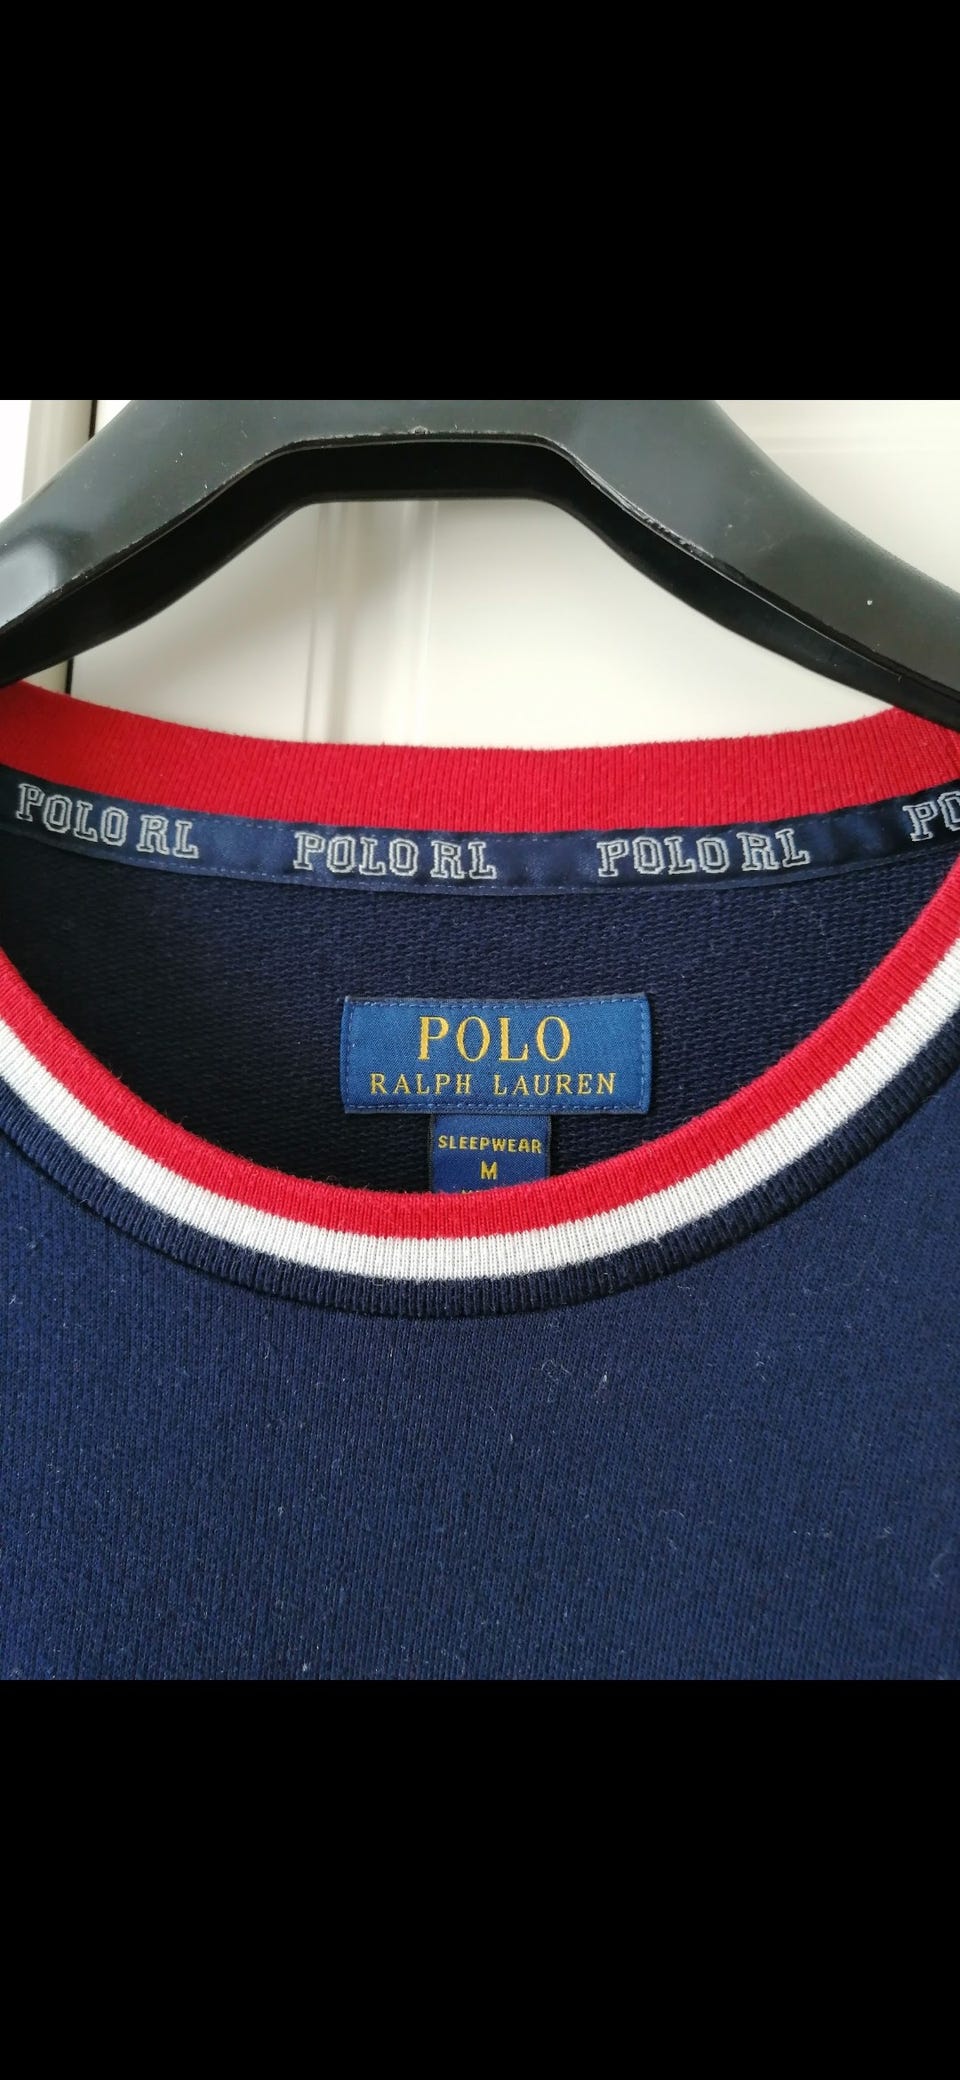 POLO RL POLO RL POLO RL PO
POLO
RALPH LAUREN
SLEEPWEAR
M